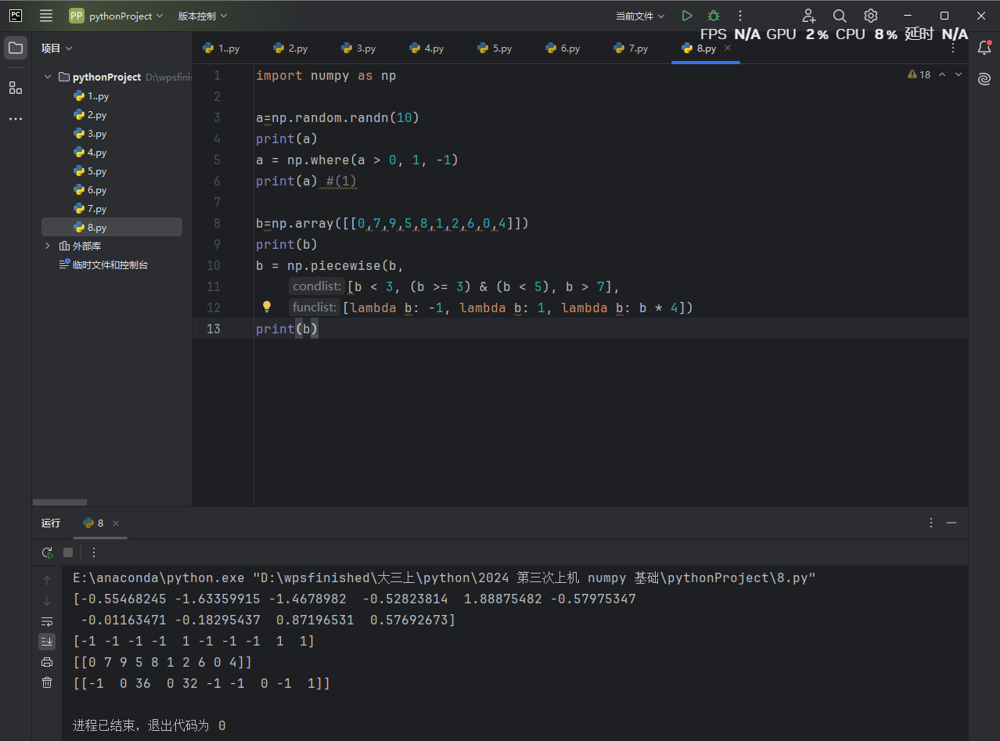 PC PP pythonProject 版本控制 当前文件
FPS N/A GPU 2% CPU 8% 延时 N/A
项目
1..py 2.py 3.py 4.py 5.py 6.py 7.py 8.py
pythonProject D:\wpsfini
1..py
2.py
3.py
4.py
5.py
6.py
7.py
8.py
外部库
临时文件和控制台
18
1 import numpy as np
2
3 a=np.random.randn(10)
4 print(a)
5 a = np.where(a > 0, 1, -1)
6 print(a) #(1)
7
8 b=np.array([[0,7,9,5,8,1,2,6,0,4]])
9 print(b)
10 b = np.piecewise(b,
11 condlist: [b < 3, (b >= 3) & (b < 5), b > 7],
12 funclist: [lambda b: -1, lambda b: 1, lambda b: b * 4])
13 print(b)
运行 8
E:\anaconda\python.exe "D:\wpsfinished\大三上\python\2024 第三次上机 numpy 基础\pythonProject\8.py"
[-0.55468245 -1.63359915 -1.4678982  -0.52823814  1.88875482 -0.57975347
 -0.01163471 -0.18295437  0.87196531  0.57692673]
[-1 -1 -1 -1  1 -1 -1 -1  1  1]
[[0 7 9 5 8 1 2 6 0 4]]
[[-1  0 36  0 32 -1 -1  0 -1  1]]
进程已结束，退出代码为 0